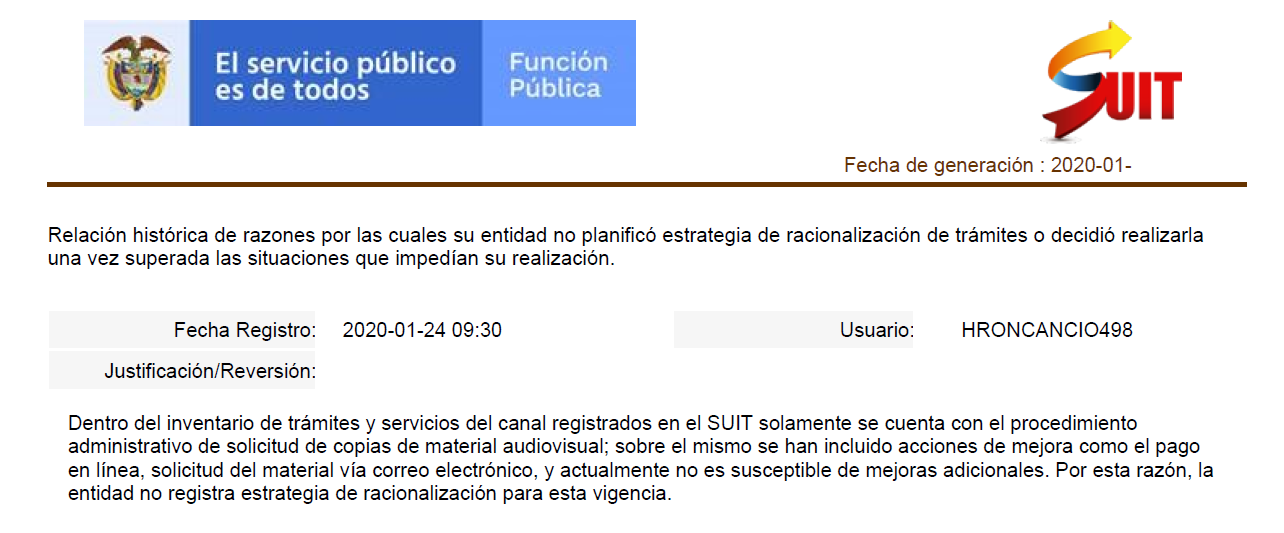 El servicio público
es de todos
Función
Pública
SUIT
Fecha de generación : 2020-01-
Relación histórica de razones por las cuales su entidad no planificó estrategia de racionalización de trámites o decidió realizarla
una vez superada las situaciones que impedían su realización.
Fecha Registro: 2020-01-24 09:30 Usuario: HRONCANCIO498
Justificación/Reversión:
Dentro del inventario de trámites y servicios del canal registrados en el SUIT solamente se cuenta con el procedimiento
administrativo de solicitud de copias de material audiovisual; sobre el mismo se han incluido acciones de mejora como el pago
en línea, solicitud del material vía correo electrónico, y actualmente no es susceptible de mejoras adicionales. Por esta razón, la
entidad no registra estrategia de racionalización para esta vigencia.